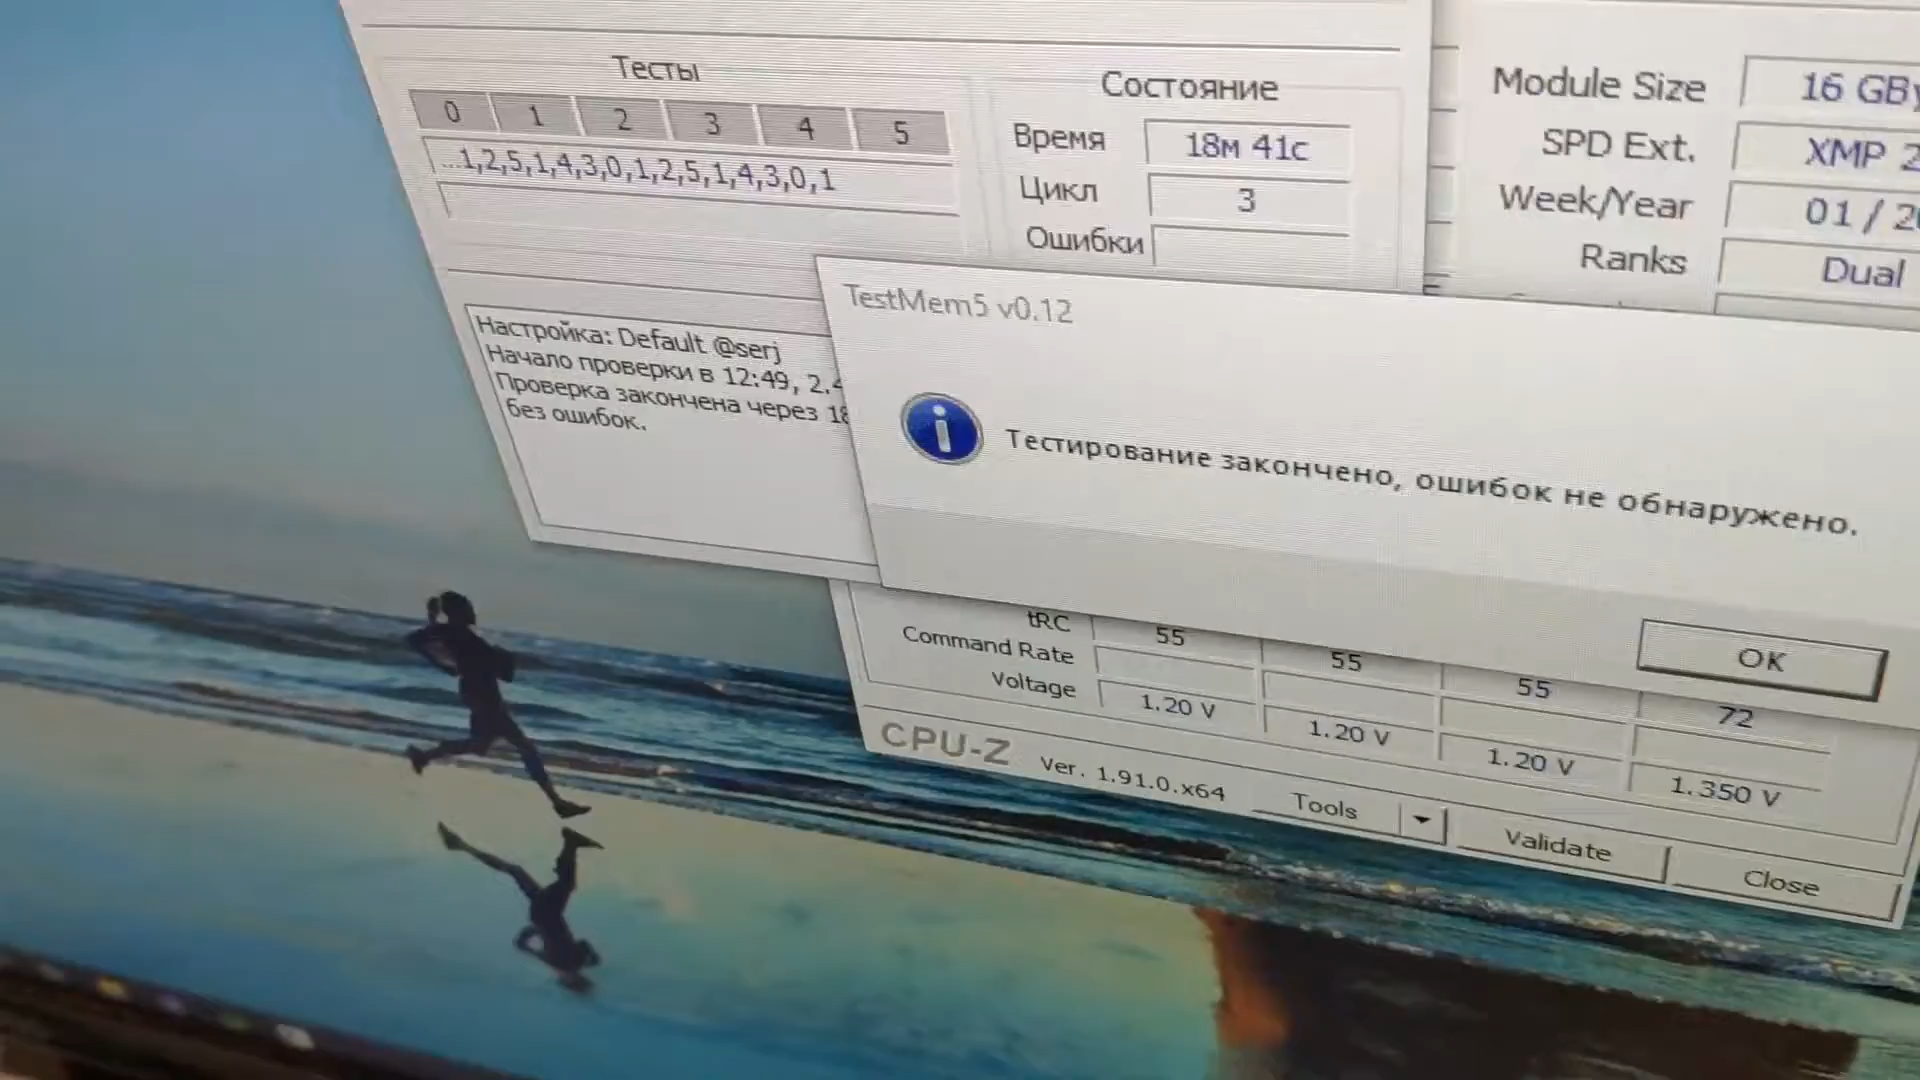 Тесты
0 1 2 3 4 5
...1,2,5,1,4,3,0,1,2,5,1,4,3,0,1
Состояние
Время 18м 41с
Цикл 3
Ошибки
Настройка: Default @serj
Начало проверки в 12:49, 2.4
Проверка закончена через 18
без ошибок.
Module Size 16 GBy
SPD Ext. XMP 2
Week/Year 01 / 20
Ranks Dual
TestMem5 v0.12
Тестирование закончено, ошибок не обнаружено.
OK
tRC 55 55 55 72
Command Rate
Voltage 1.20 V 1.20 V 1.20 V 1.350 V
CPU-Z Ver. 1.91.0.x64 Tools Validate Close